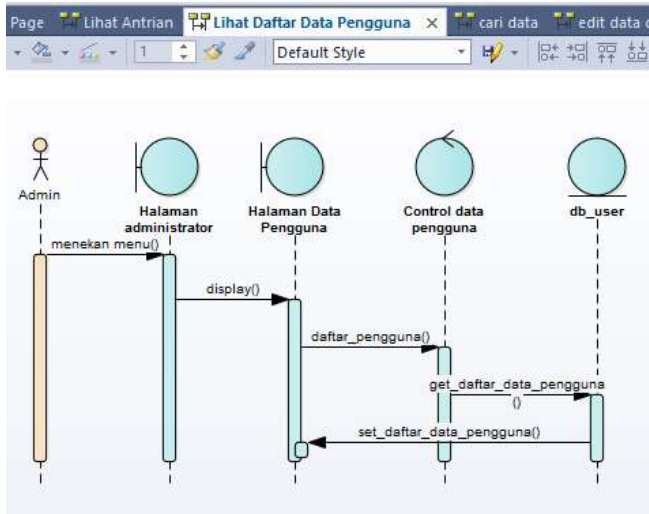 Page Lihat Antrian Lihat Daftar Data Pengguna × cari data edit data
1 Default Style
Admin
Halaman
administrator
Halaman Data
Pengguna
Control data
pengguna
db_user
menekan menu()
display()
daftar_pengguna()
get_daftar_data_pengguna
()
set_daftar_data_pengguna()